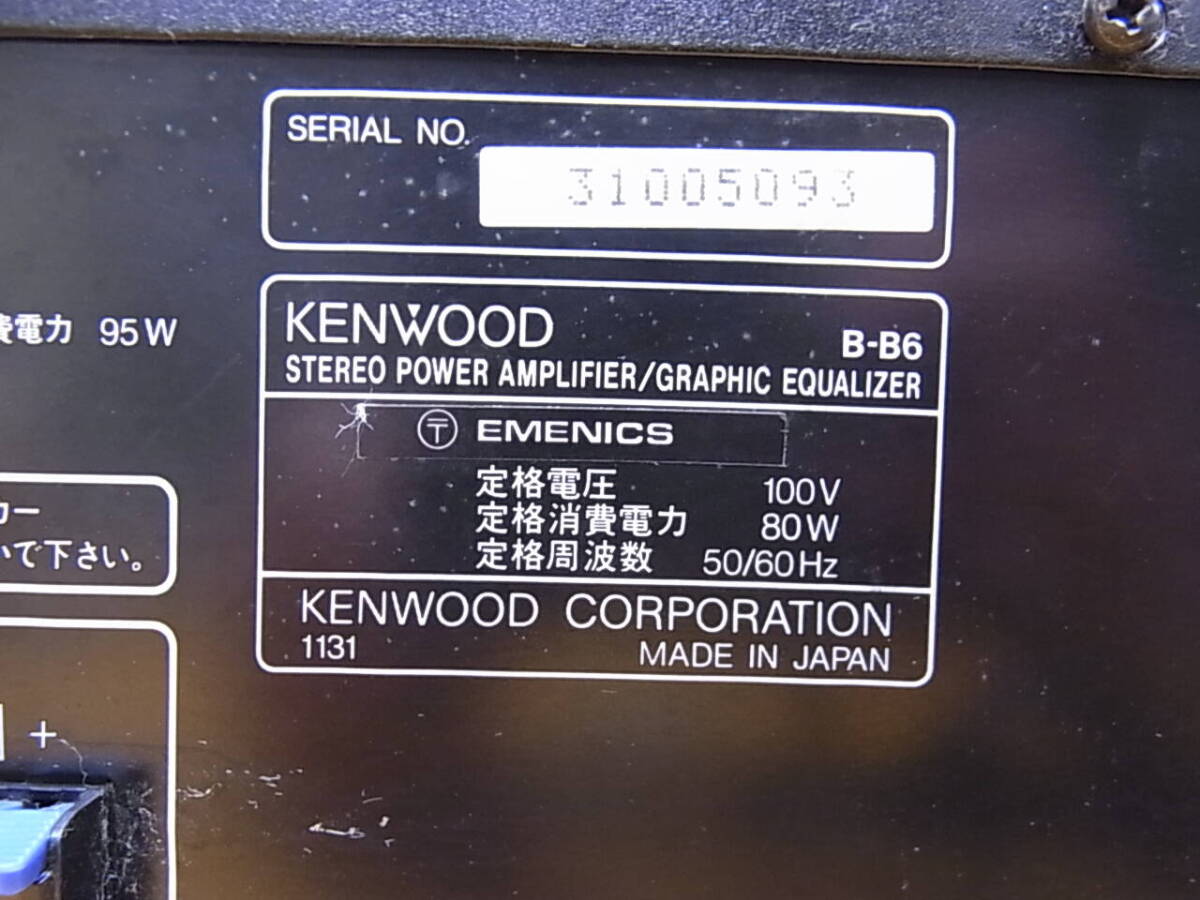 SERIAL NO.
31005093
費電力 95W
KENWOOD B-B6
STEREO POWER AMPLIFIER/GRAPHIC EQUALIZER
〒 EMENICS
定格電圧 100V
定格消費電力 80W
定格周波数 50/60Hz
KENWOOD CORPORATION
1131 MADE IN JAPAN
カー
いで下さい。
+